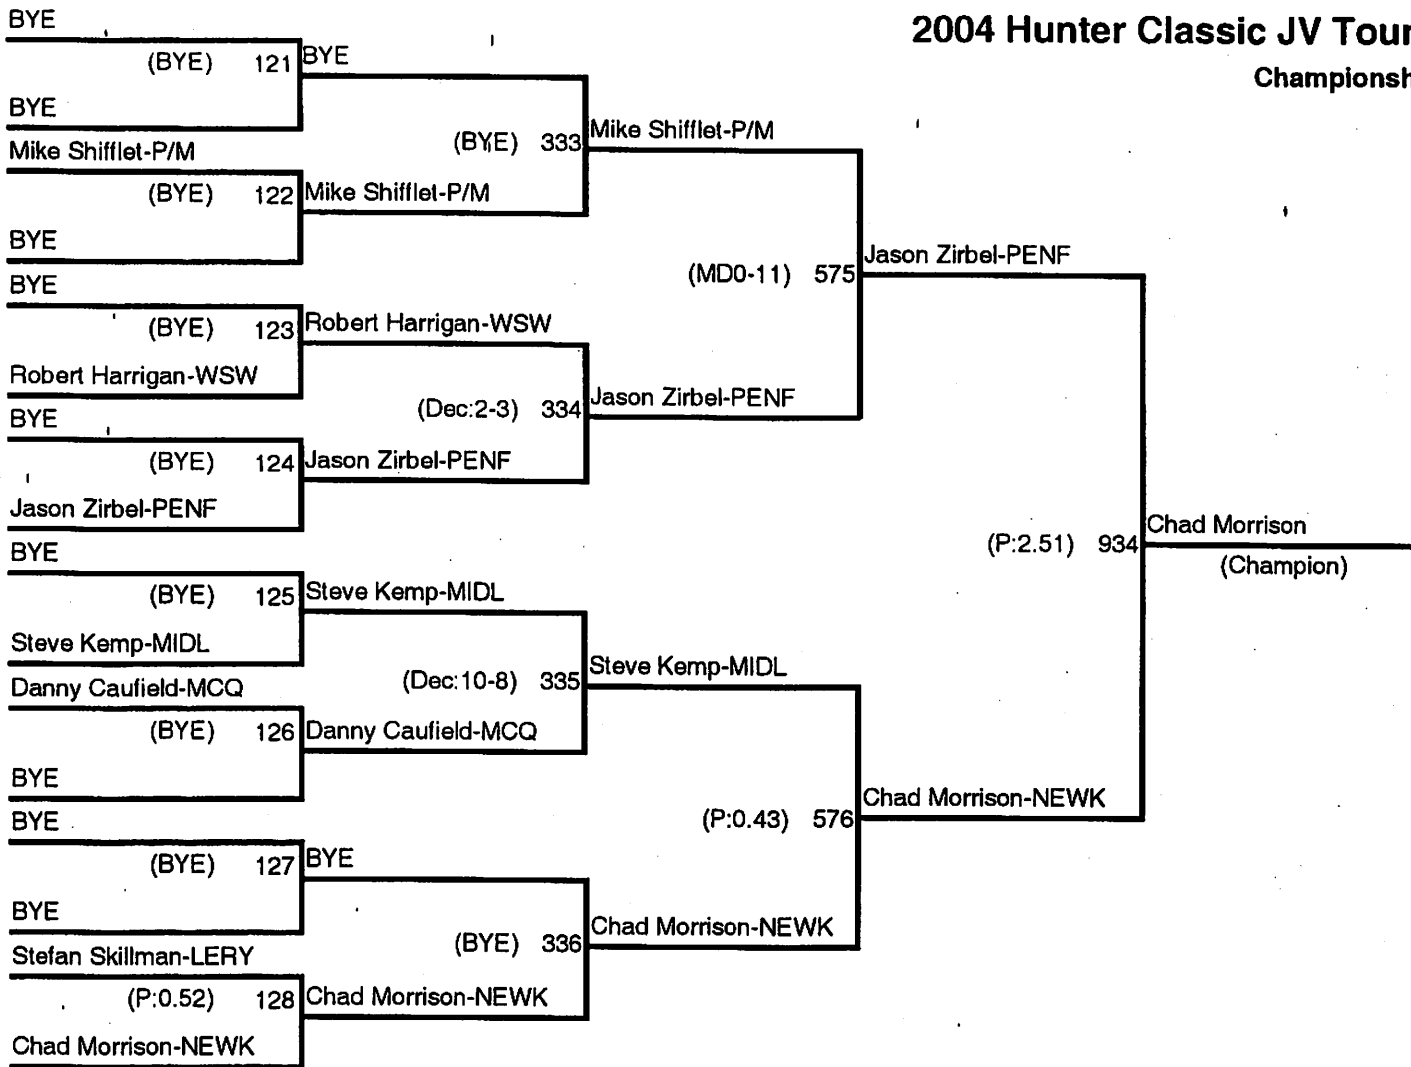 2004 Hunter Classic JV Tour
Championsh
BYE
(BYE) 121
BYE
BYE
Mike Shifflet-P/M
(BYE) 122
Mike Shifflet-P/M
BYE
(BYE) 333
Mike Shifflet-P/M
BYE
(BYE) 123
Robert Harrigan-WSW
Robert Harrigan-WSW
BYE
(BYE) 124
Jason Zirbel-PENF
Jason Zirbel-PENF
(Dec:2-3) 334
Jason Zirbel-PENF
(MD0-11) 575
Jason Zirbel-PENF
BYE
(BYE) 125
Steve Kemp-MIDL
Steve Kemp-MIDL
Danny Caufield-MCQ
(BYE) 126
Danny Caufield-MCQ
BYE
(Dec:10-8) 335
Steve Kemp-MIDL
BYE
(BYE) 127
BYE
BYE
Stefan Skillman-LERY
(P:0.52) 128
Chad Morrison-NEWK
Chad Morrison-NEWK
(BYE) 336
Chad Morrison-NEWK
(P:0.43) 576
Chad Morrison-NEWK
(P:2.51) 934
Chad Morrison
(Champion)